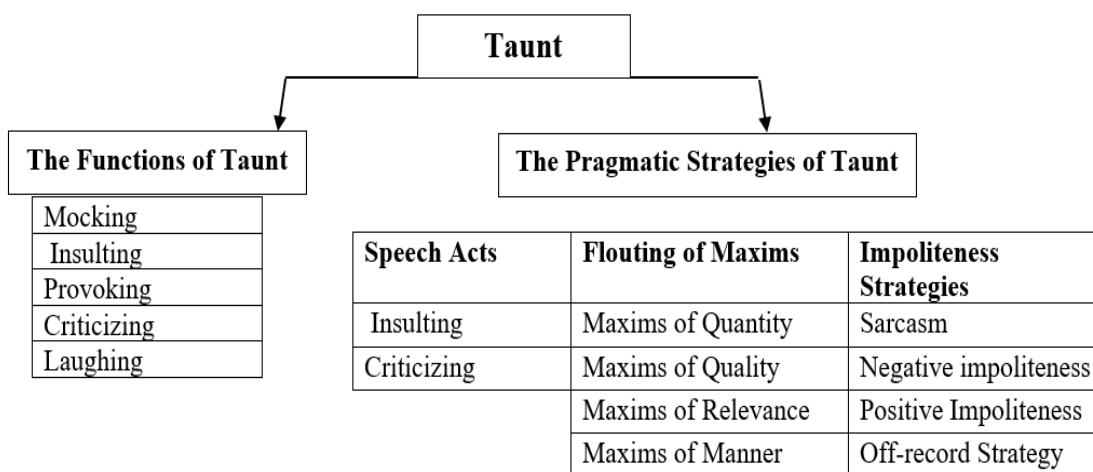 Taunt
The Functions of Taunt
Mocking
Insulting
Provoking
Criticizing
Laughing
The Pragmatic Strategies of Taunt
Speech Acts
Flouting of Maxims
Impoliteness
Strategies
Insulting
Maxims of Quantity
Sarcasm
Criticizing
Maxims of Quality
Negative impoliteness
Maxims of Relevance
Positive Impoliteness
Maxims of Manner
Off-record Strategy